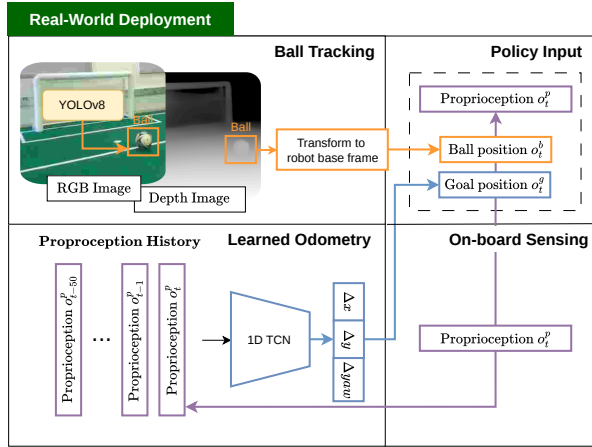 Real-World Deployment
Ball Tracking
Policy Input
YOLOv8
Ball
Ball
RGB Image
Depth Image
Transform to
robot base frame
Proprioception $o_t^p$
Ball position $o_t^b$
Goal position $o_t^g$
Proproception History
Learned Odometry
On-board Sensing
Proprioception $o_{t-50}^p$
...
Proprioception $o_{t-1}^p$
Proprioception $o_t^p$
1D TCN
Δx
Δy
Δyaw
Proprioception $o_t^p$